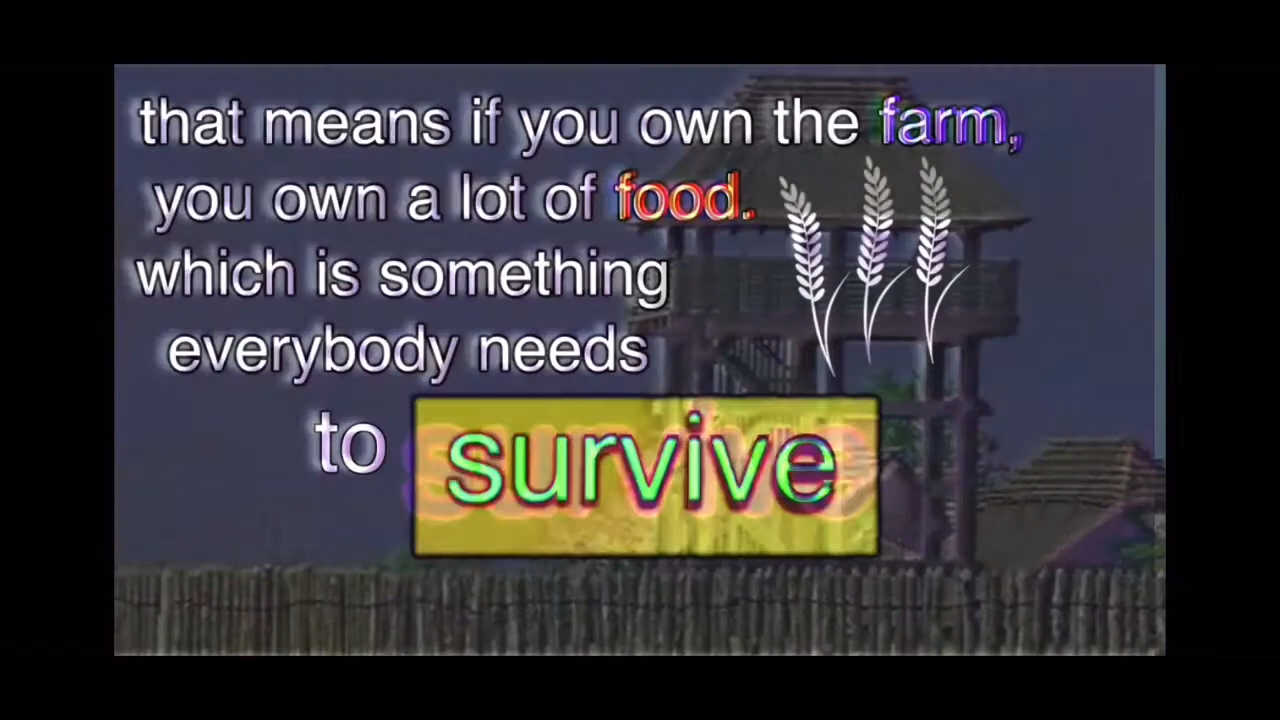 that means if you own the farm,
you own a lot of food.
which is something
everybody needs
to survive